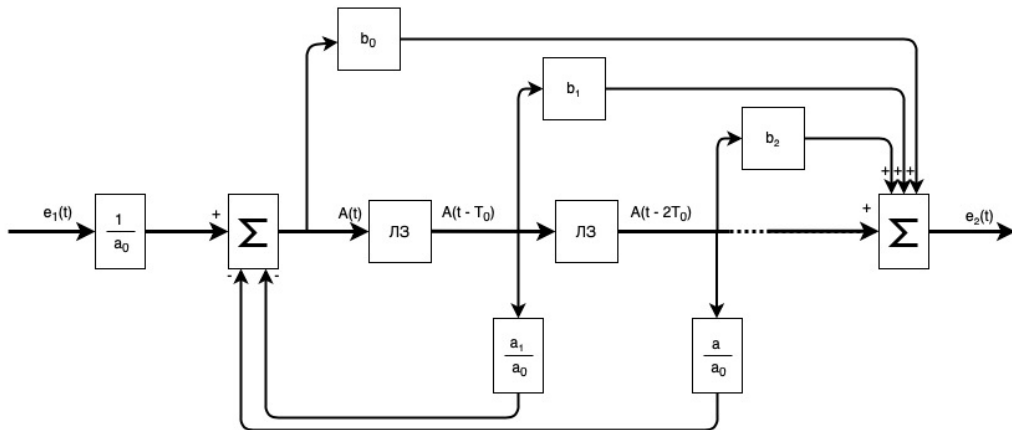 b₀
b₁
b₂
+ + +
e₁(t)
1
a₀
+
Σ
A(t)
ЛЗ
A(t - T₀)
ЛЗ
A(t - 2T₀)
+
Σ
e₂(t)
- -
a₁
a₀
a
a₀